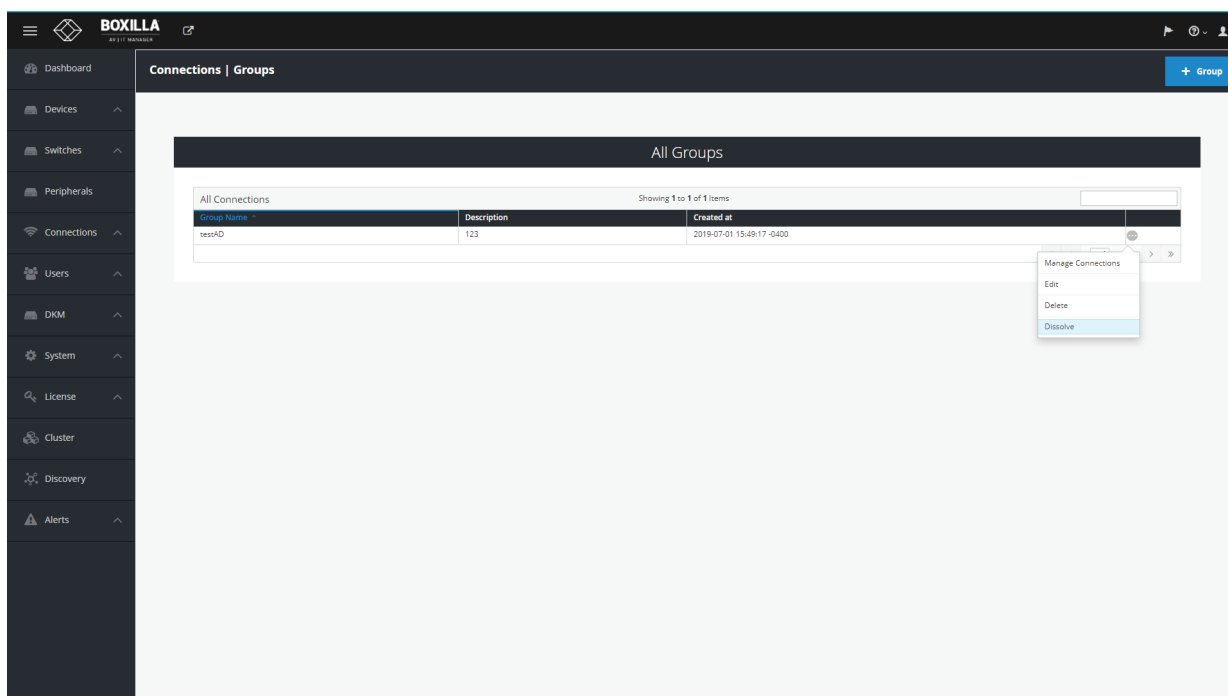 BOXILLA
AV | IT MANAGER
Dashboard
Devices
Switches
Peripherals
Connections
Users
DKM
System
License
Cluster
Discovery
Alerts
Connections | Groups
+ Group
All Groups
All Connections
Showing 1 to 1 of 1 Items
Group Name Description Created at
testAD 123 2019-07-01 15:49:17 -0400
Manage Connections
Edit
Delete
Dissolve